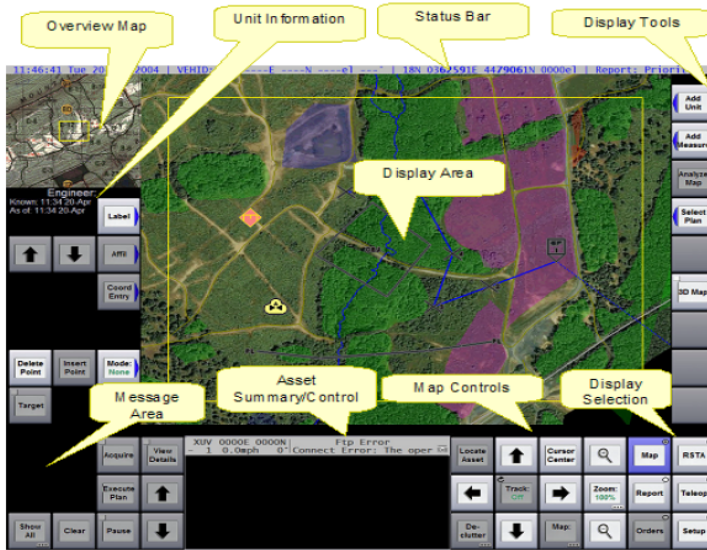 Overview Map
Unit Information
Status Bar
Display Tools
11:46:41 Tue 20 2004 | VEHID: ----E ----N ----el ---° | 18N 0362591E 4479061N 0000el | Report: Priori
Add Unit
Add Measure
Analyze Map
Select Plan
3D Map
Engineer:
Known: 11:34 20-Apr
As of: 11:34 20-Apr
Label
Affil
Coord Entry
Display Area
Delete Point
Insert Point
Mode: None
Target
Message Area
Asset Summary/Control
Map Controls
Display Selection
Acquire
View Details
XUV 0000E 0000N
- 1 0.0mph 0°
Ftp Error
Connect Error: The oper
Locate Asset
Cursor Center
Map
RSTA
Execute Plan
Track: Off
Zoom: 100%
Report
Teleop
Show All
Clear
Pause
De-clutter
Map:
Orders
Setup